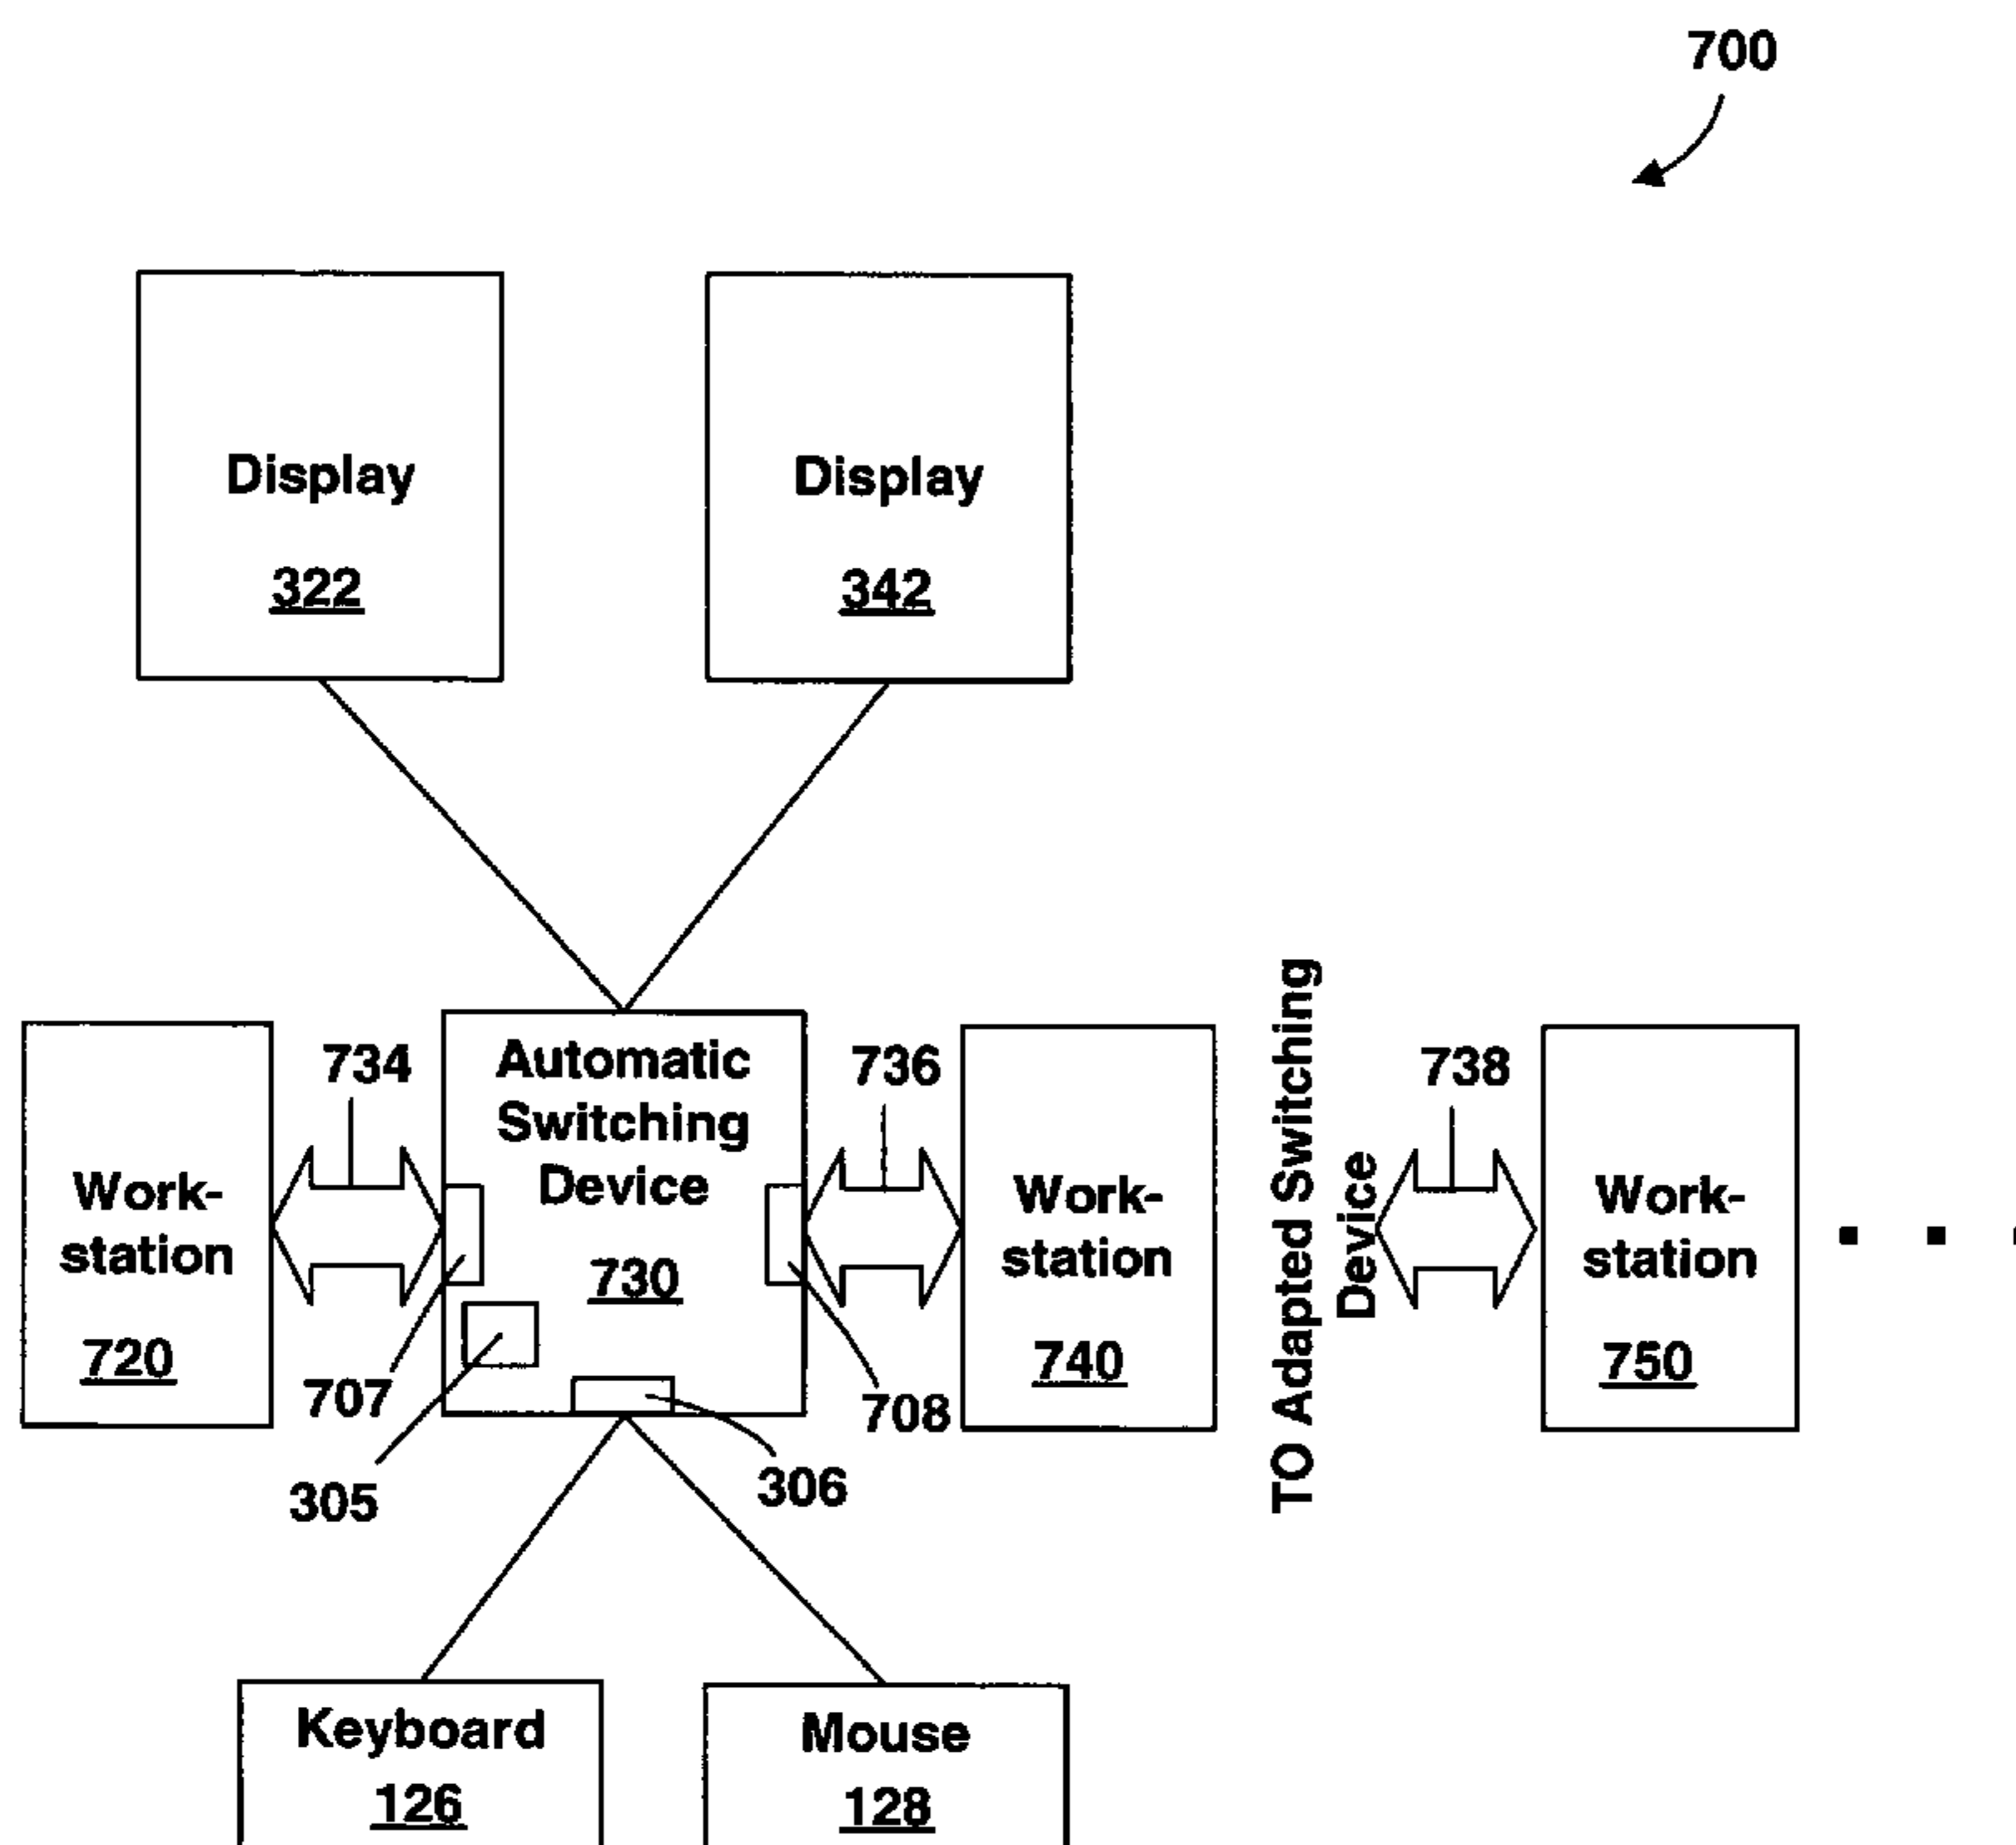 700
Display
322
Display
342
734
Automatic
Switching
Device
730
736
738
Work-
station
720
Work-
station
740
TO Adapted Switching
Device
Work-
station
750
707
708
305
306
Keyboard
126
Mouse
128